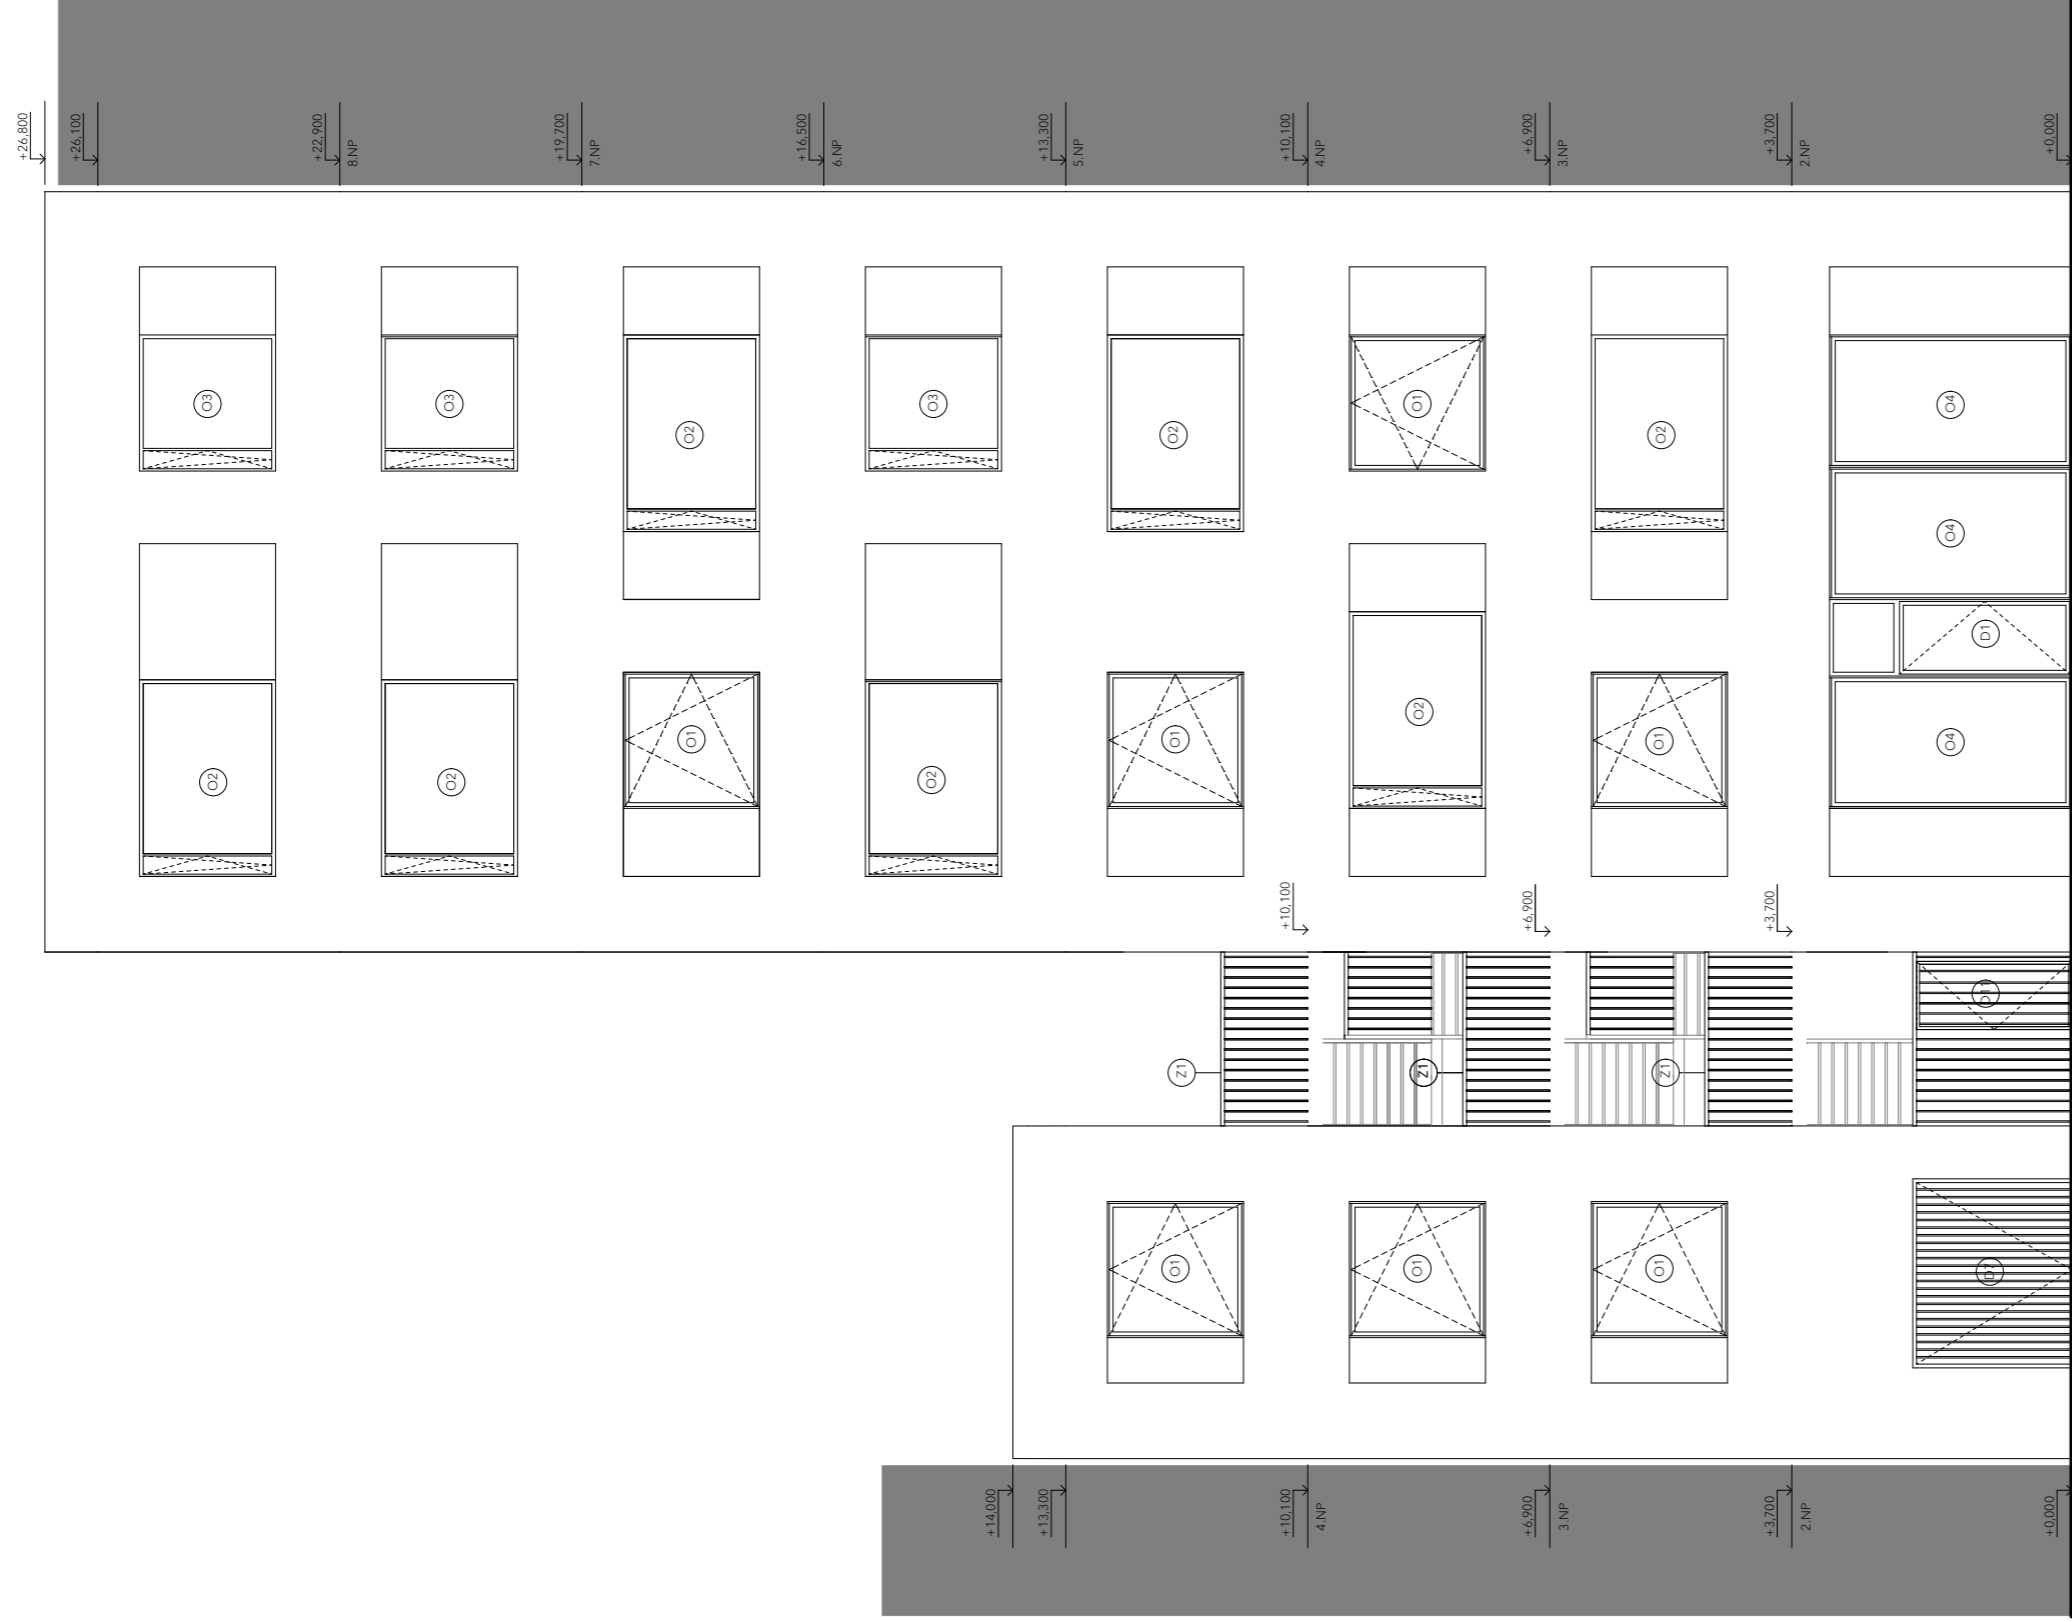 +26,800
+26,100
+22,900
8.NP
+19,700
7.NP
+16,500
6.NP
+13,300
5.NP
+10,100
4.NP
+6,900
3.NP
+3,700
2.NP
+0,000
O3
O3
O2
O3
O2
O1
O2
O4
O4
D1
O4
O2
O2
O1
O2
O1
O2
O1
+10,100
+6,900
+3,700
D11
Z1
Z1
Z1
O1
O1
O1
D7
+14,000
+13,300
+10,100
4.NP
+6,900
3.NP
+3,700
2.NP
+0,000